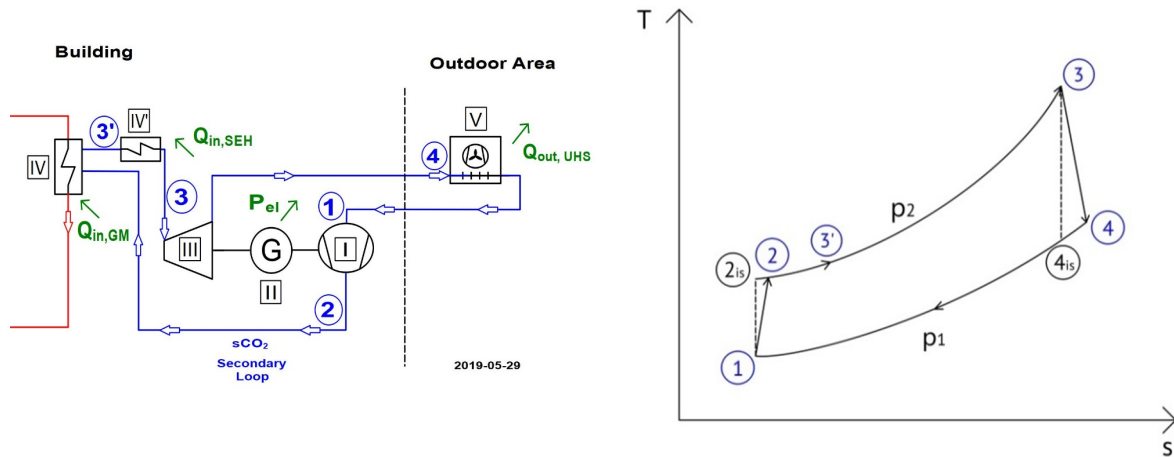 Building
Outdoor Area
IV'
3'
Q_in,SEH
V
IV
4
Q_out, UHS
3
P_el
1
Q_in,GM
III
G
I
II
2
sCO₂
Secondary
Loop
2019-05-29
T
3
p2
3'
2is
2
4
4is
p1
1
s